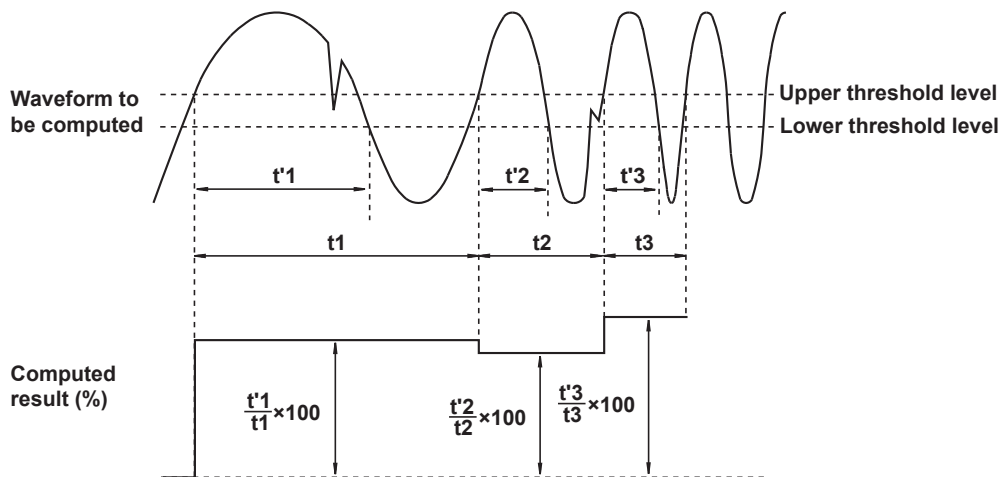 Waveform to
be computed
Upper threshold level
Lower threshold level
t'1
t'2
t'3
t1
t2
t3
Computed
result (%)
t'1
t1
×100
t'2
t2
×100
t'3
t3
×100